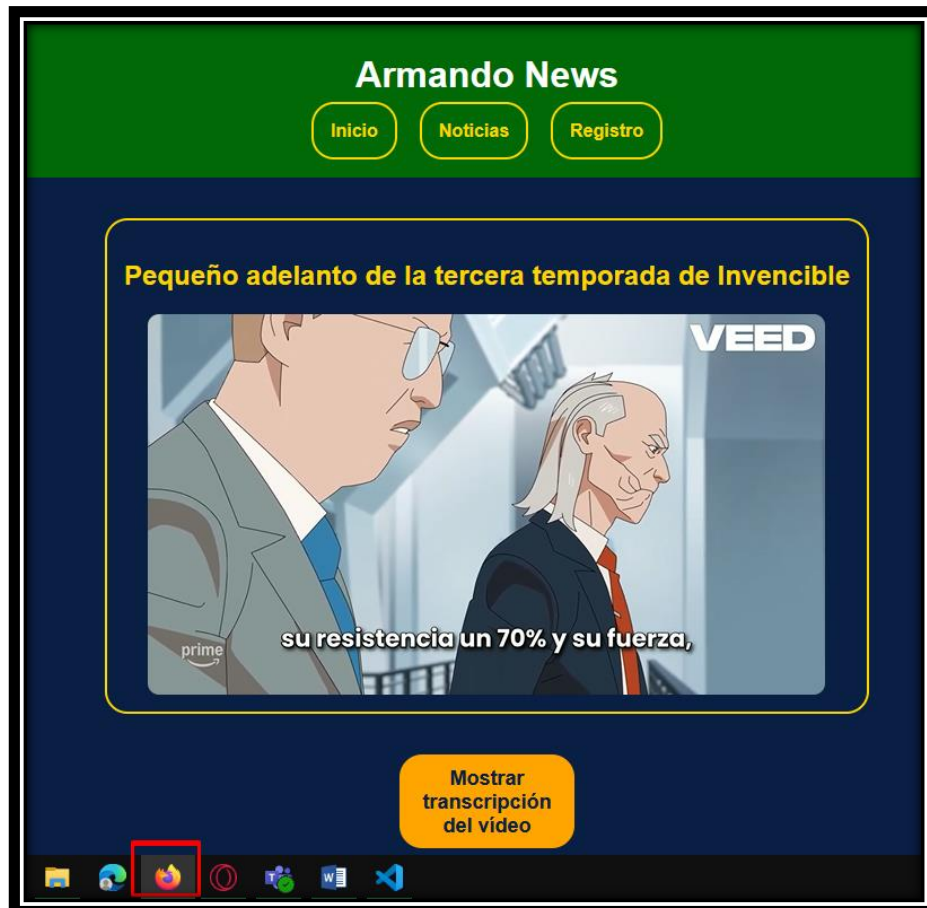 Armando News
Inicio Noticias Registro
Pequeño adelanto de la tercera temporada de Invencible
VEED
su resistencia un 70% y su fuerza,
prime
Mostrar
transcripción
del vídeo